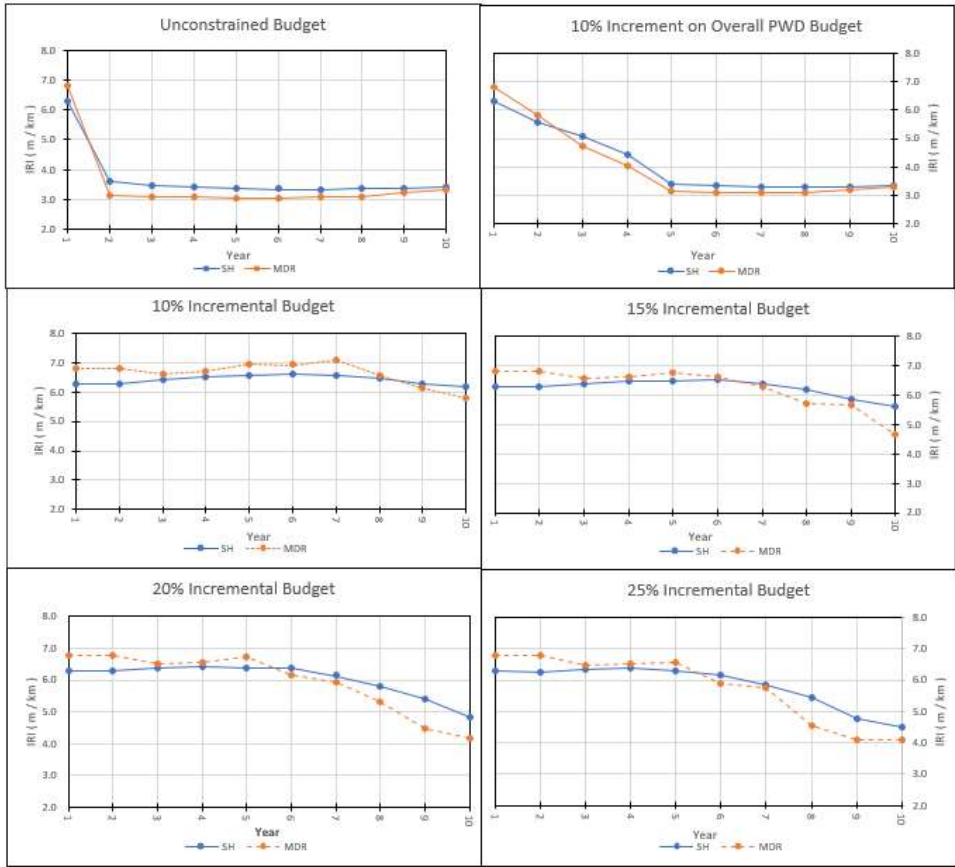 Unconstrained Budget
8.0
7.0
6.0
5.0
4.0
3.0
2.0
IRI ( m / km )
1 2 3 4 5 6 7 8 9 10
Year
SH MDR
10% Increment on Overall PWD Budget
8.0
7.0
6.0
5.0
4.0
3.0
2.0
IRI ( m / km )
1 2 3 4 5 6 7 8 9 10
Year
SH MDR
10% Incremental Budget
8.0
7.0
6.0
5.0
4.0
3.0
2.0
IRI ( m / km )
1 2 3 4 5 6 7 8 9 10
Year
SH MDR
15% Incremental Budget
8.0
7.0
6.0
5.0
4.0
3.0
2.0
IRI ( m / km )
1 2 3 4 5 6 7 8 9 10
Year
SH MDR
20% Incremental Budget
8.0
7.0
6.0
5.0
4.0
3.0
2.0
IRI ( m / km )
1 2 3 4 5 6 7 8 9 10
Year
SH MDR
25% Incremental Budget
8.0
7.0
6.0
5.0
4.0
3.0
2.0
IRI ( m / km )
1 2 3 4 5 6 7 8 9 10
Year
SH MDR